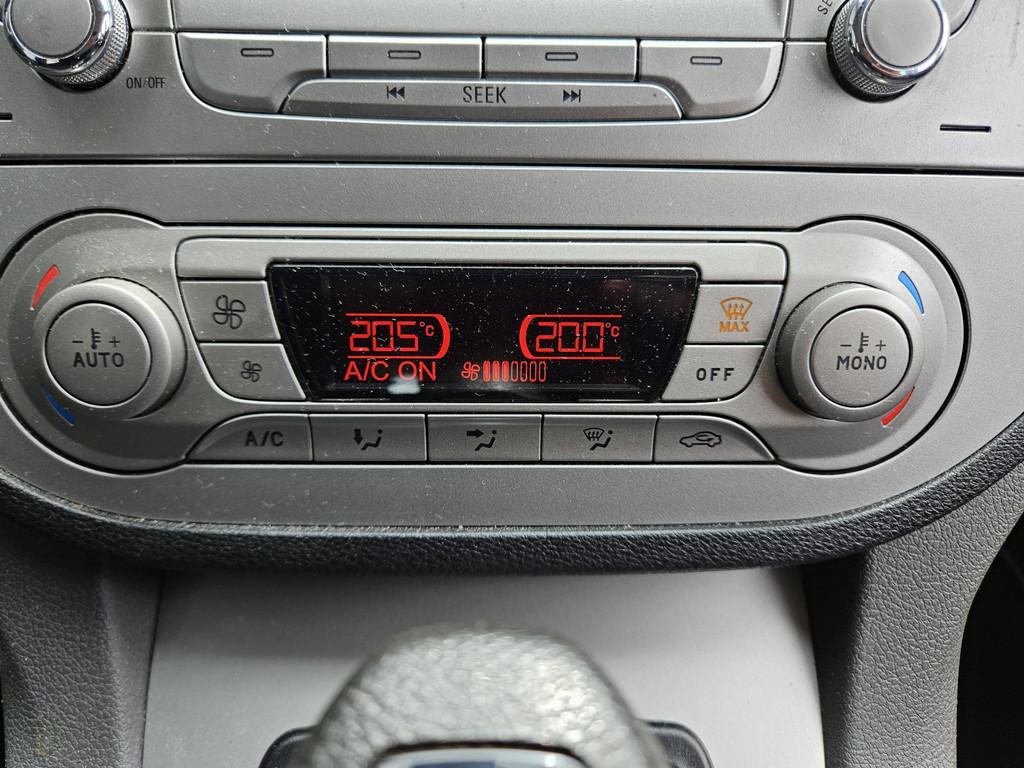 ON/OFF
SEEK
20.5°C
20.0°C
A/C ON
- +
AUTO
MAX
OFF
- +
MONO
A/C